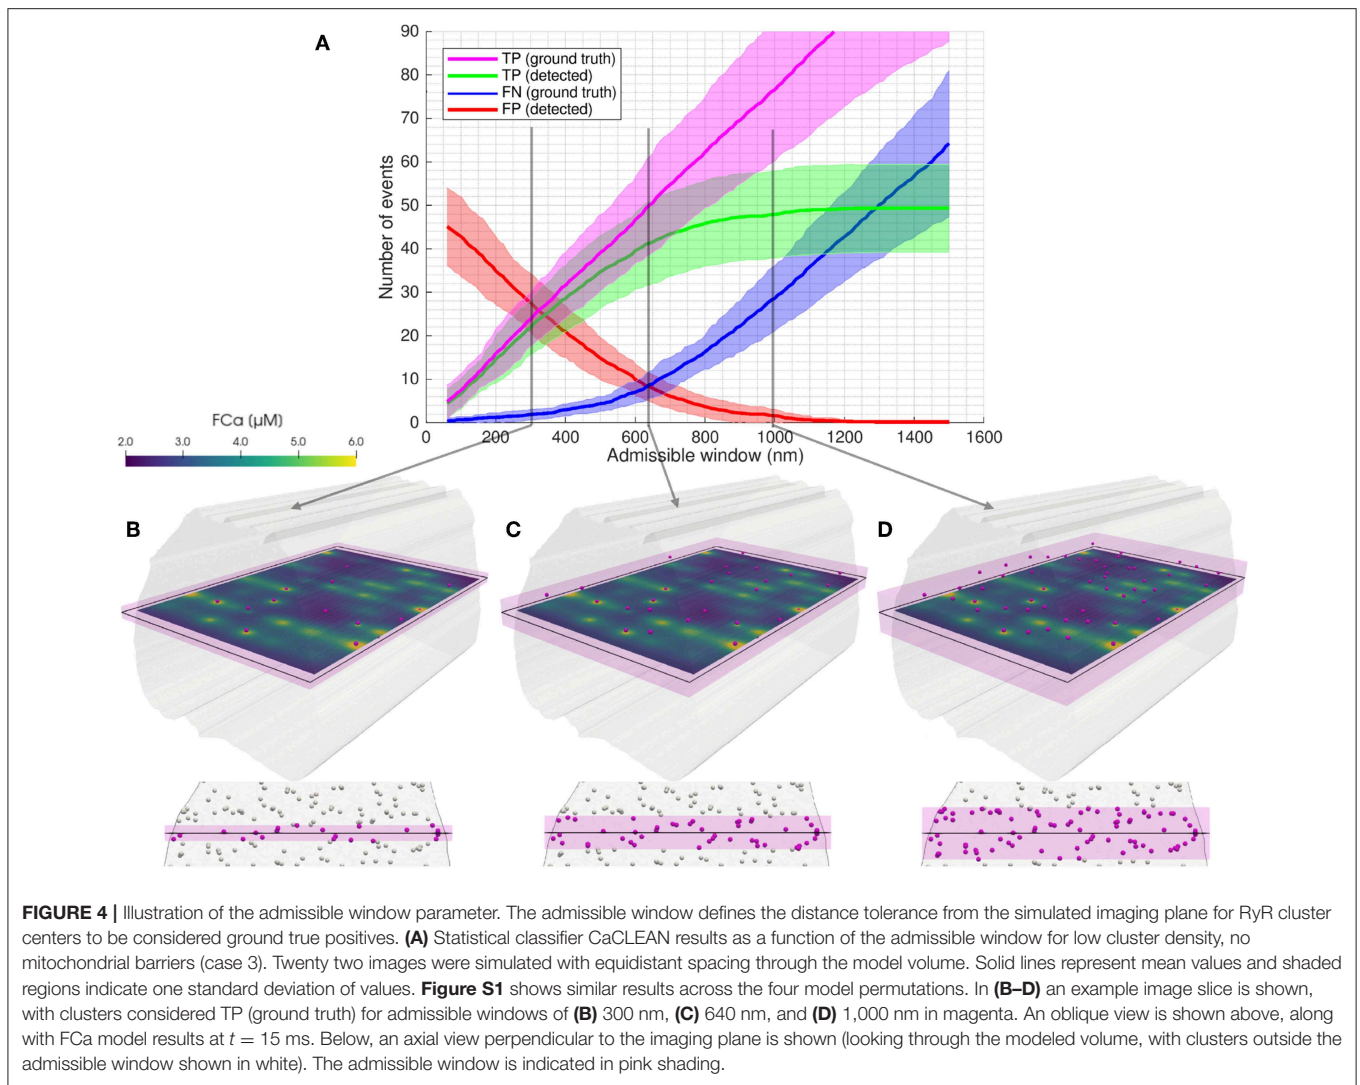 (A)
90
80
70
60
50
40
30
20
10
0
Number of events
TP (ground truth)
TP (detected)
FN (ground truth)
FP (detected)
0 200 400 600 800 1000 1200 1400 1600
Admissible window (nm)
FCa (µM)
2.0 3.0 4.0 5.0 6.0
B
C
D
FIGURE 4 | Illustration of the admissible window parameter. The admissible window defines the distance tolerance from the simulated imaging plane for RyR cluster
centers to be considered ground true positives. (A) Statistical classifier CaCLEAN results as a function of the admissible window for low cluster density, no
mitochondrial barriers (case 3). Twenty two images were simulated with equidistant spacing through the model volume. Solid lines represent mean values and shaded
regions indicate one standard deviation of values. Figure S1 shows similar results across the four model permutations. In (B–D) an example image slice is shown,
with clusters considered TP (ground truth) for admissible windows of (B) 300 nm, (C) 640 nm, and (D) 1,000 nm in magenta. An oblique view is shown above, along
with FCa model results at t = 15 ms. Below, an axial view perpendicular to the imaging plane is shown (looking through the modeled volume, with clusters outside the
admissible window shown in white). The admissible window is indicated in pink shading.